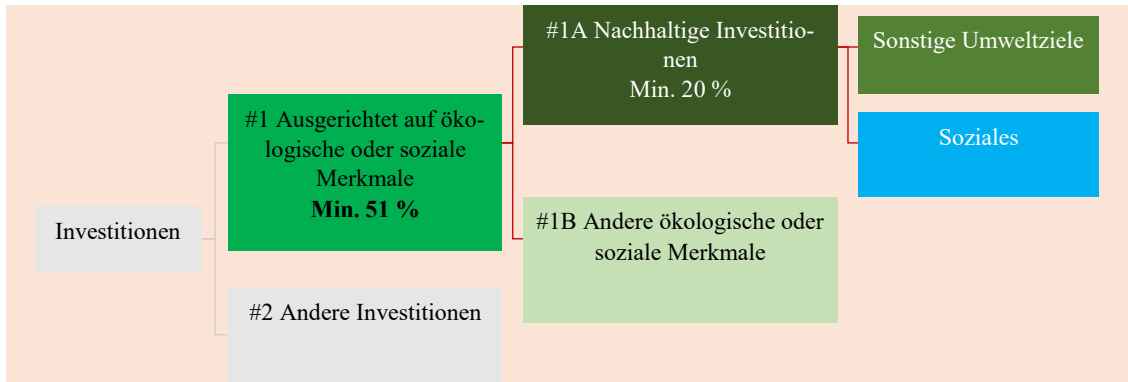 Investitionen
#1 Ausgerichtet auf öko-
logische oder soziale
Merkmale
Min. 51 %
#2 Andere Investitionen
#1A Nachhaltige Investitio-
nen
Min. 20 %
#1B Andere ökologische oder
soziale Merkmale
Sonstige Umweltziele
Soziales